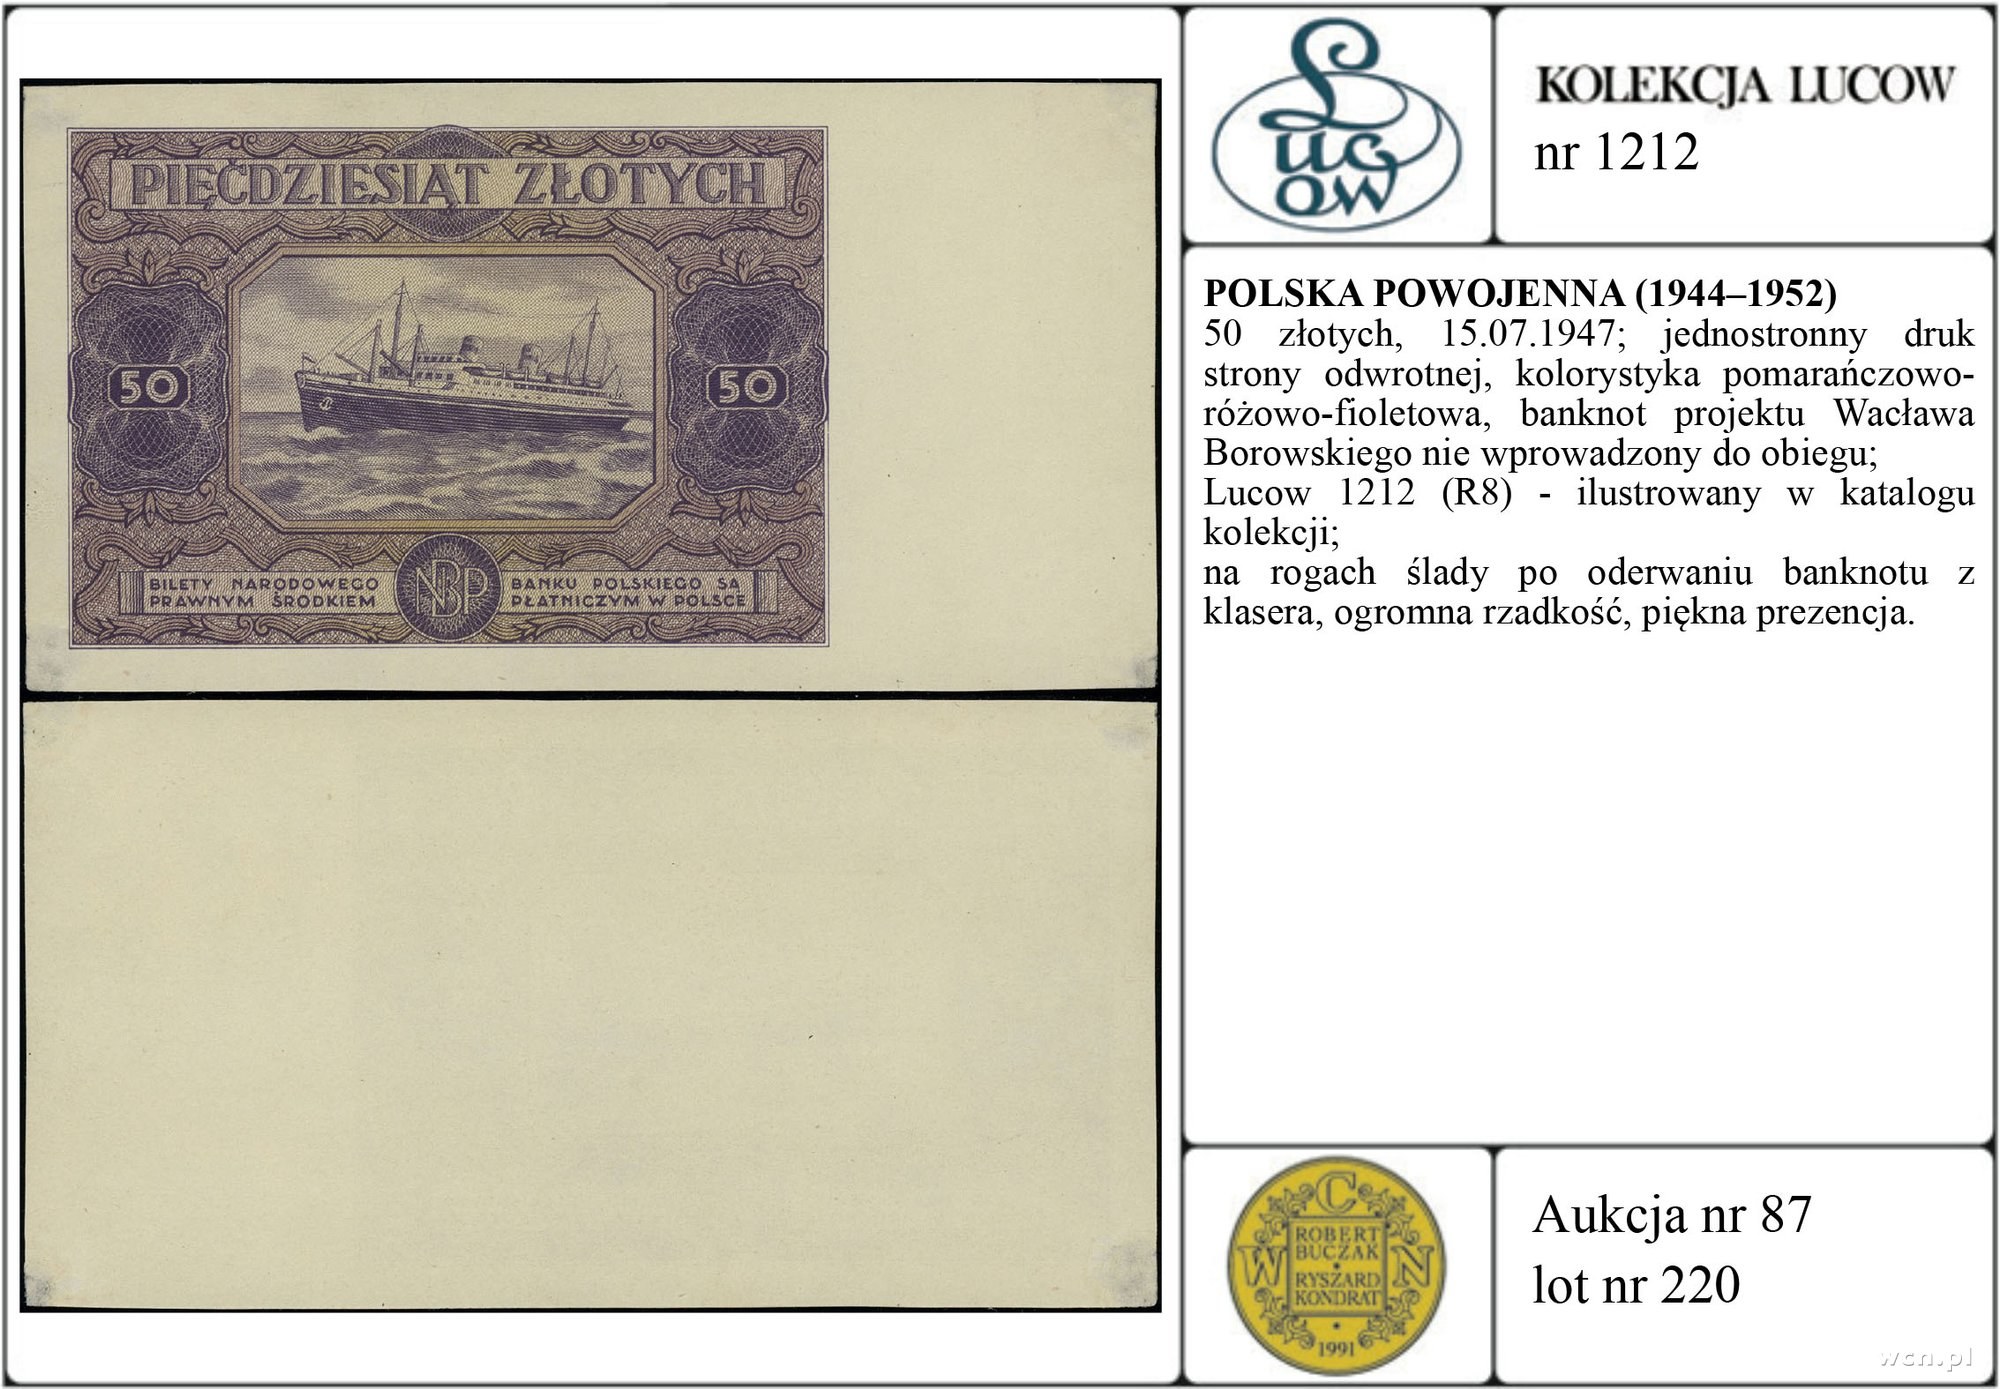 PIĘĆDZIESIĄT ZŁOTYCH
50
50
BILETY NARODOWEGO
PRAWNYM ŚRODKIEM
NBP
BANKU POLSKIEGO SĄ
PŁATNICZYM W POLSCE
Lucow
KOLEKCJA LUCOW
nr 1212
POLSKA POWOJENNA (1944–1952)
50 złotych, 15.07.1947; jednostronny druk
strony odwrotnej, kolorystyka pomarańczowo-
różowo-fioletowa, banknot projektu Wacława
Borowskiego nie wprowadzony do obiegu;
Lucow 1212 (R8) - ilustrowany w katalogu
kolekcji;
na rogach ślady po oderwaniu banknotu z
klasera, ogromna rzadkość, piękna prezencja.
W C N
ROBERT
BUCZAK
RYSZARD
KONDRAT
1991
Aukcja nr 87
lot nr 220
wcn.pl